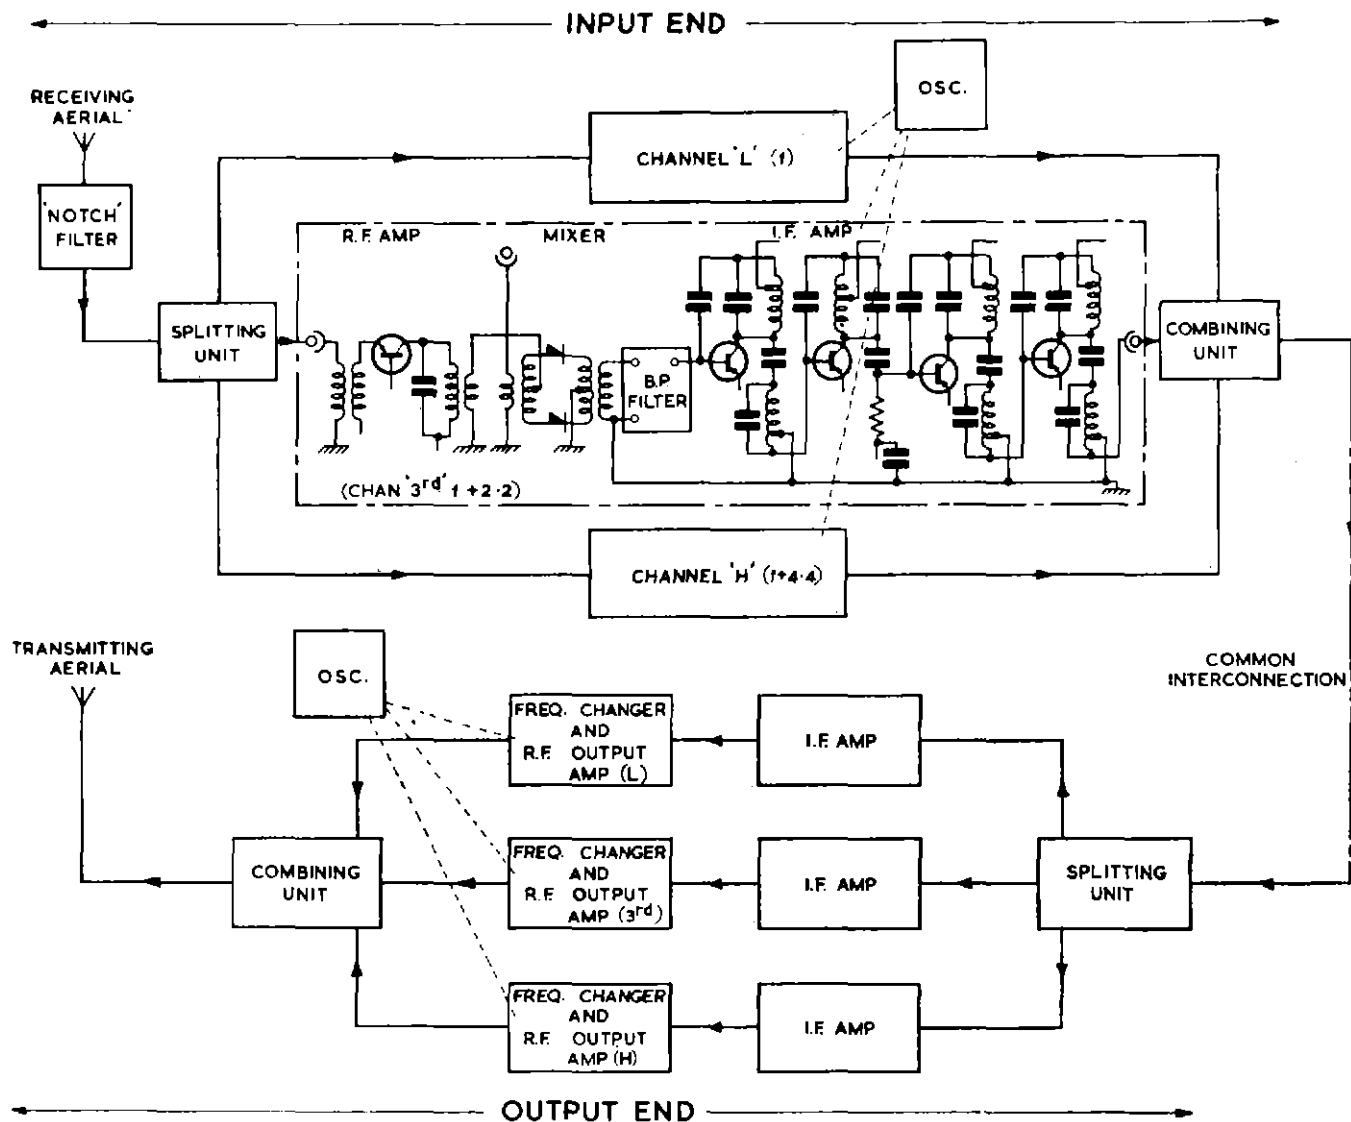 INPUT END
OSC.
RECEIVING
AERIAL
CHANNEL 'L' (f)
'NOTCH'
FILTER
R.F. AMP
MIXER
I.F. AMP
SPLITTING
UNIT
COMBINING
UNIT
B.P.
FILTER
(CHAN '3rd' f +2·2)
CHANNEL 'H' (f+4·4)
TRANSMITTING
AERIAL
OSC.
COMMON
INTERCONNECTION
FREQ. CHANGER
AND
R.F. OUTPUT
AMP (L)
I.F. AMP
COMBINING
UNIT
FREQ. CHANGER
AND
R.F. OUTPUT
AMP (3rd)
I.F. AMP
SPLITTING
UNIT
FREQ. CHANGER
AND
R.F. OUTPUT
AMP (H)
I.F. AMP
OUTPUT END